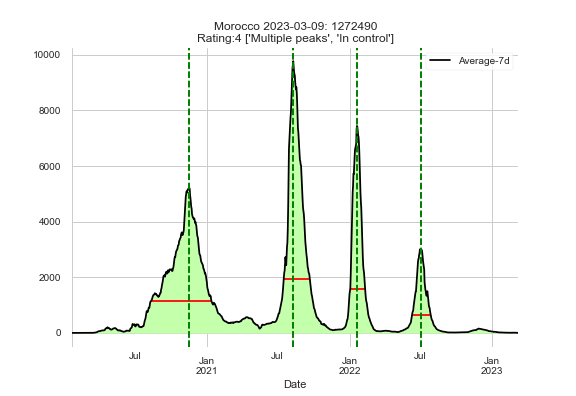 Morocco 2023-03-09: 1272490
Rating:4 ['Multiple peaks', 'In control']
Average-7d
10000
8000
6000
4000
2000
0
Jul
Jan
2021
Jul
Jan
2022
Jul
Jan
2023
Date